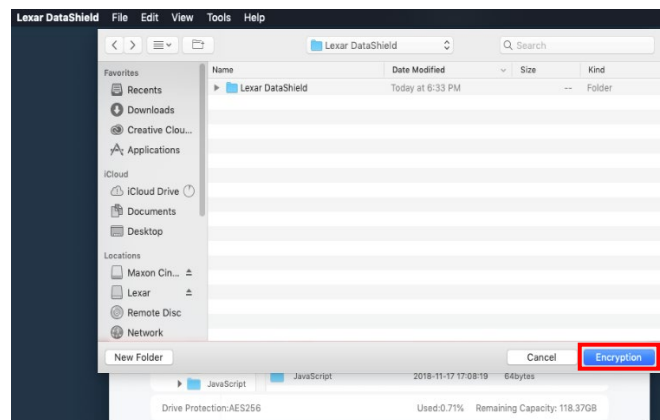 Lexar DataShield File Edit View Tools Help
Lexar DataShield
Search
Favorites
Recents
Downloads
Creative Clou...
Applications
iCloud
iCloud Drive
Documents
Desktop
Locations
Maxon Cin...
Lexar
Remote Disc
Network
Name Date Modified Size Kind
Lexar DataShield Today at 6:33 PM -- Folder
New Folder Cancel Encryption
JavaScript JavaScript 2018-11-17 17:08:19 64bytes
Drive Protection:AES256 Used:0.71% Remaining Capacity: 118.37GB